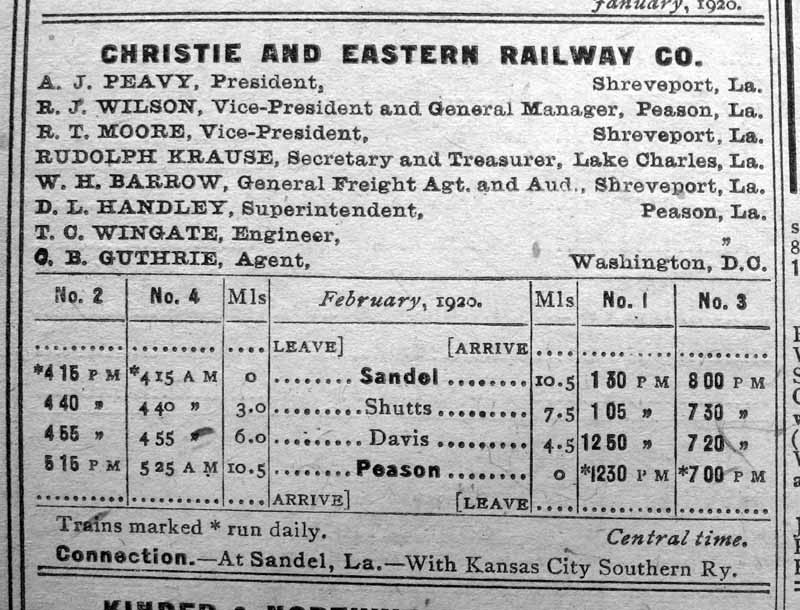 January, 1920.
CHRISTIE AND EASTERN RAILWAY CO.
A. J. PEAVY, President, Shreveport, La.
R. J. WILSON, Vice-President and General Manager, Peason, La.
R. T. MOORE, Vice-President, Shreveport, La.
RUDOLPH KRAUSE, Secretary and Treasurer, Lake Charles, La.
W. H. BARROW, General Freight Agt. and Aud., Shreveport, La.
D. L. HANDLEY, Superintendent, Peason, La.
T. C. WINGATE, Engineer, „
C. B. GUTHRIE, Agent, Washington, D.C.
No. 2 No. 4 Mls February, 1920. Mls No. 1 No. 3
LEAVE] [ARRIVE
*4 15 P M *4 15 A M 0 ........ Sandel ........ 10.5 1 30 P M 8 00 P M
4 40 „ 4 40 „ 3.0 ......... Shutts ......... 7.5 1 05 „ 7 30 „
4 55 „ 4 55 „ 6.0 ......... Davis ......... 4.5 12 50 „ 7 20 „
5 15 P M 5 25 A M 10.5 ........ Peason ........ 0 *1230 P M *7 00 P M
ARRIVE] [LEAVE
Trains marked * run daily. Central time.
Connection.—At Sandel, La.—With Kansas City Southern Ry.